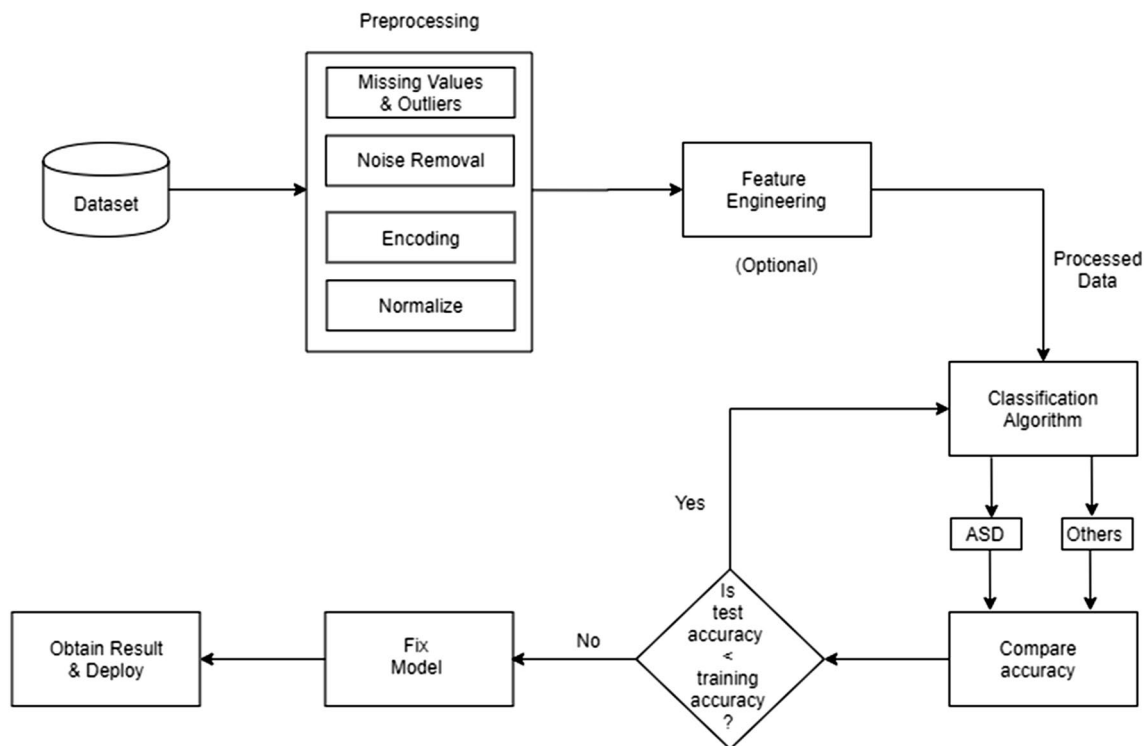 Preprocessing
Missing Values
& Outliers
Noise Removal
Encoding
Normalize
Dataset
Feature
Engineering
(Optional)
Processed
Data
Classification
Algorithm
ASD
Others
Compare
accuracy
Is
test
accuracy
<
training
accuracy
?
Yes
No
Fix
Model
Obtain Result
& Deploy